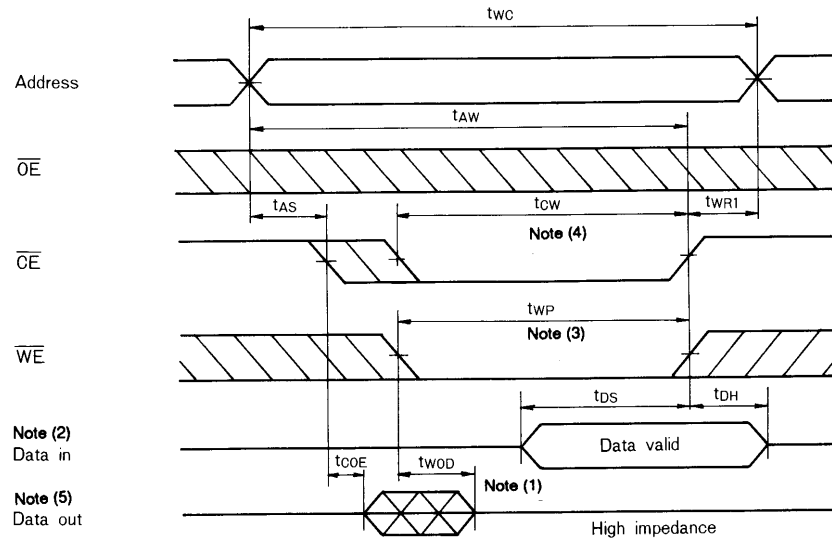 tWC
Address
tAW
OE
tAS
tCW
tWR1
Note (4)
CE
tWP
Note (3)
WE
tDS
tDH
Note (2)
Data in
Data valid
tCOE
tWOD
Note (1)
Note (5)
Data out
High impedance